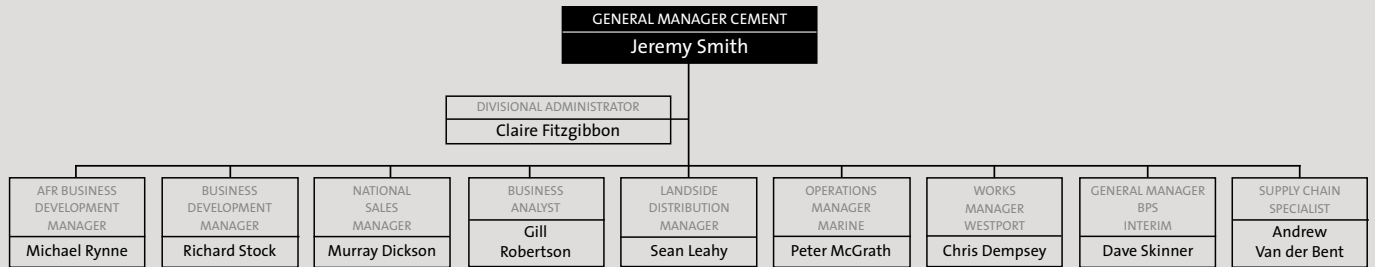 GENERAL MANAGER CEMENT
Jeremy Smith
DIVISIONAL ADMINISTRATOR
Claire Fitzgibbon
AFR BUSINESS
DEVELOPMENT
MANAGER
Michael Rynne
BUSINESS
DEVELOPMENT
MANAGER
Richard Stock
NATIONAL
SALES
MANAGER
Murray Dickson
BUSINESS
ANALYST
Gill
Robertson
LANDSIDE
DISTRIBUTION
MANAGER
Sean Leahy
OPERATIONS
MANAGER
MARINE
Peter McGrath
WORKS
MANAGER
WESTPORT
Chris Dempsey
GENERAL MANAGER
BPS
INTERIM
Dave Skinner
SUPPLY CHAIN
SPECIALIST
Andrew
Van der Bent